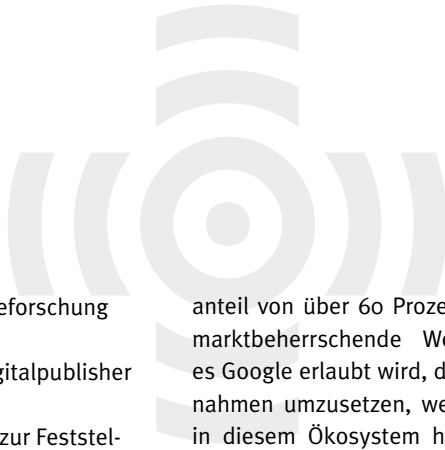 eforschung
gitalpublisher
zur Feststel-
anteil von über 60 Proze
marktbeherrschende We
es Google erlaubt wird, d
nahmen umzusetzen, we
in diesem Ökosystem h